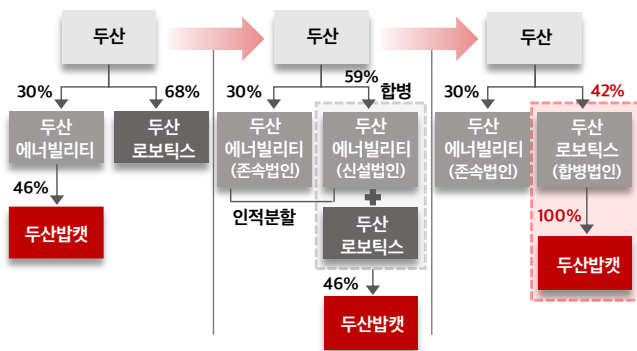 두산
30%
68%
두산
에너빌리티
두산
로보틱스
46%
두산밥캣
두산
59%
합병
30%
두산
에너빌리티
(존속법인)
두산
에너빌리티
(신설법인)
인적분할
두산
로보틱스
46%
두산밥캣
두산
30%
42%
두산
에너빌리티
(존속법인)
두산
로보틱스
(합병법인)
100%
두산밥캣